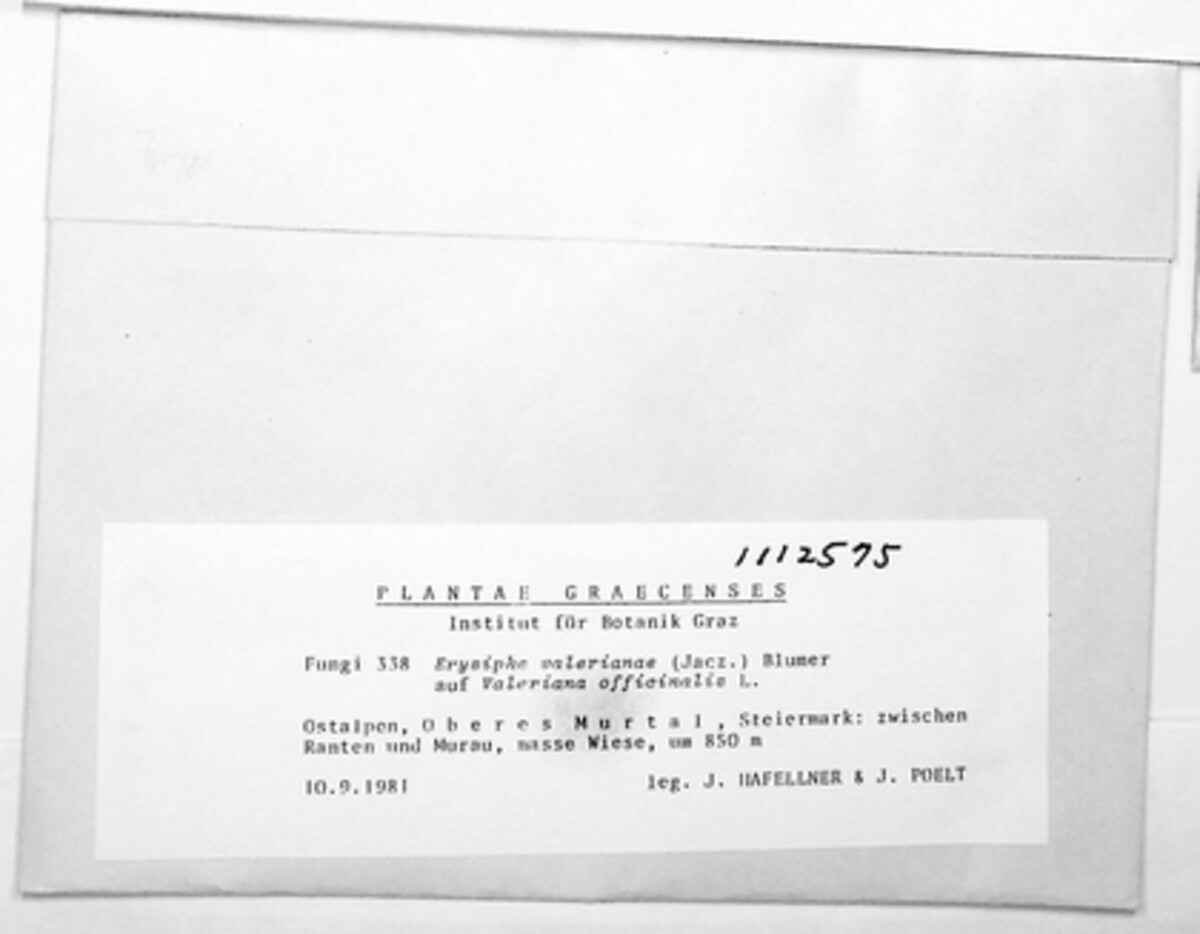 1112575
PLANTAE GRAECENSES
Institut für Botanik Graz
Fungi 338 Erysiphe valerianae (Jacz.) Blumer
auf Valeriana officinalis L.
Ostalpen, Oberes Murtal, Steiermark: zwischen
Ranten und Murau, nasse Wiese, um 850 m
10.9.1981 leg. J. HAFELLNER & J. POELT